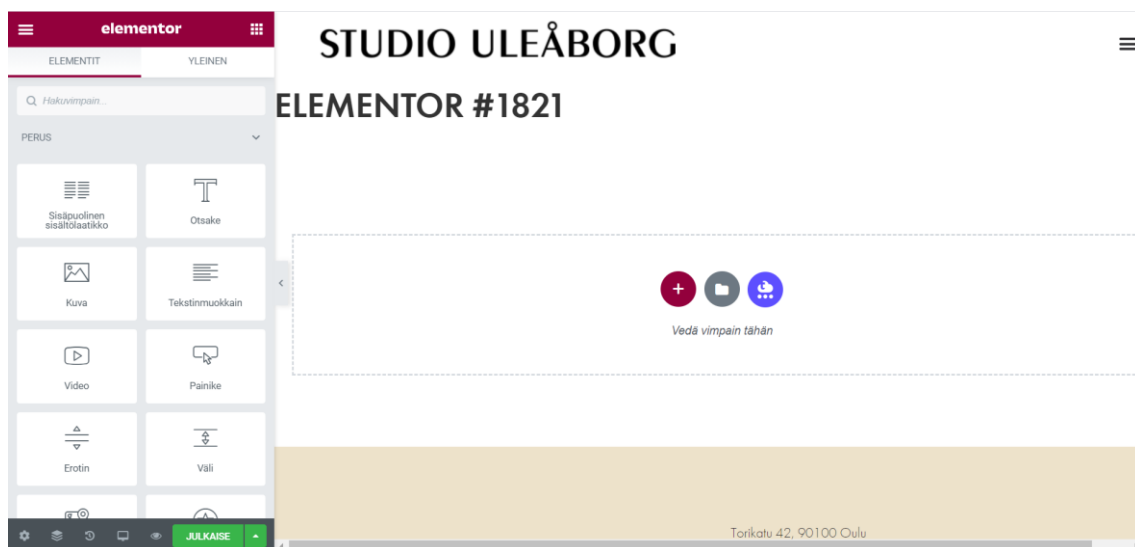 elementor
ELEMENTIT
YLEINEN
Hakuvimpain...
PERUS
Sisäpuolinen
sisältölaatikko
Otsake
Kuva
Tekstinmuokkain
Video
Painike
Erotin
Väli
JULKAISE
STUDIO ULEÅBORG
ELEMENTOR #1821
Vedä vimpain tähän
Torikatu 42, 90100 Oulu